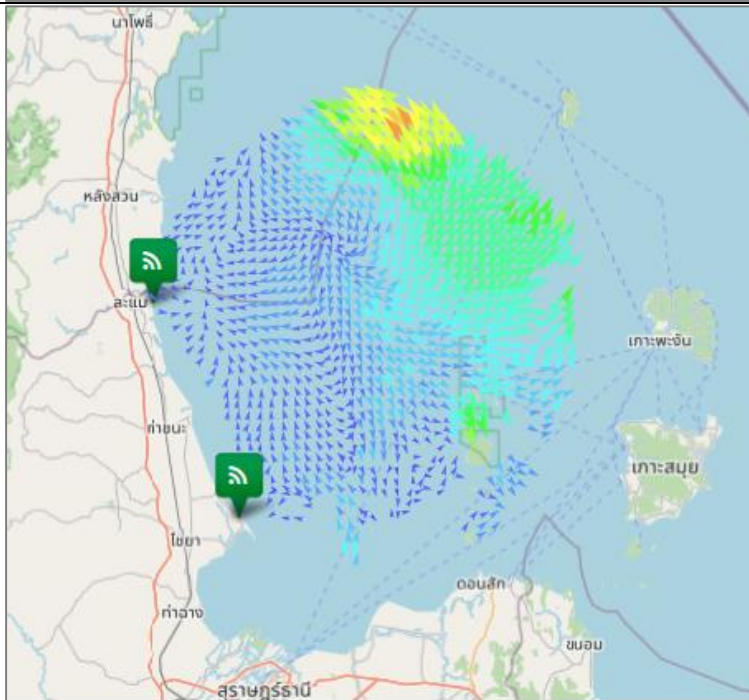 นาโพธิ์
หลังสวน
ละแม
เกาะพะงัน
ท่าชนะ
เกาะสมุย
ไชยา
ดอนสัก
ท่าฉาง
ขนอม
สุราษฎร์ธานี